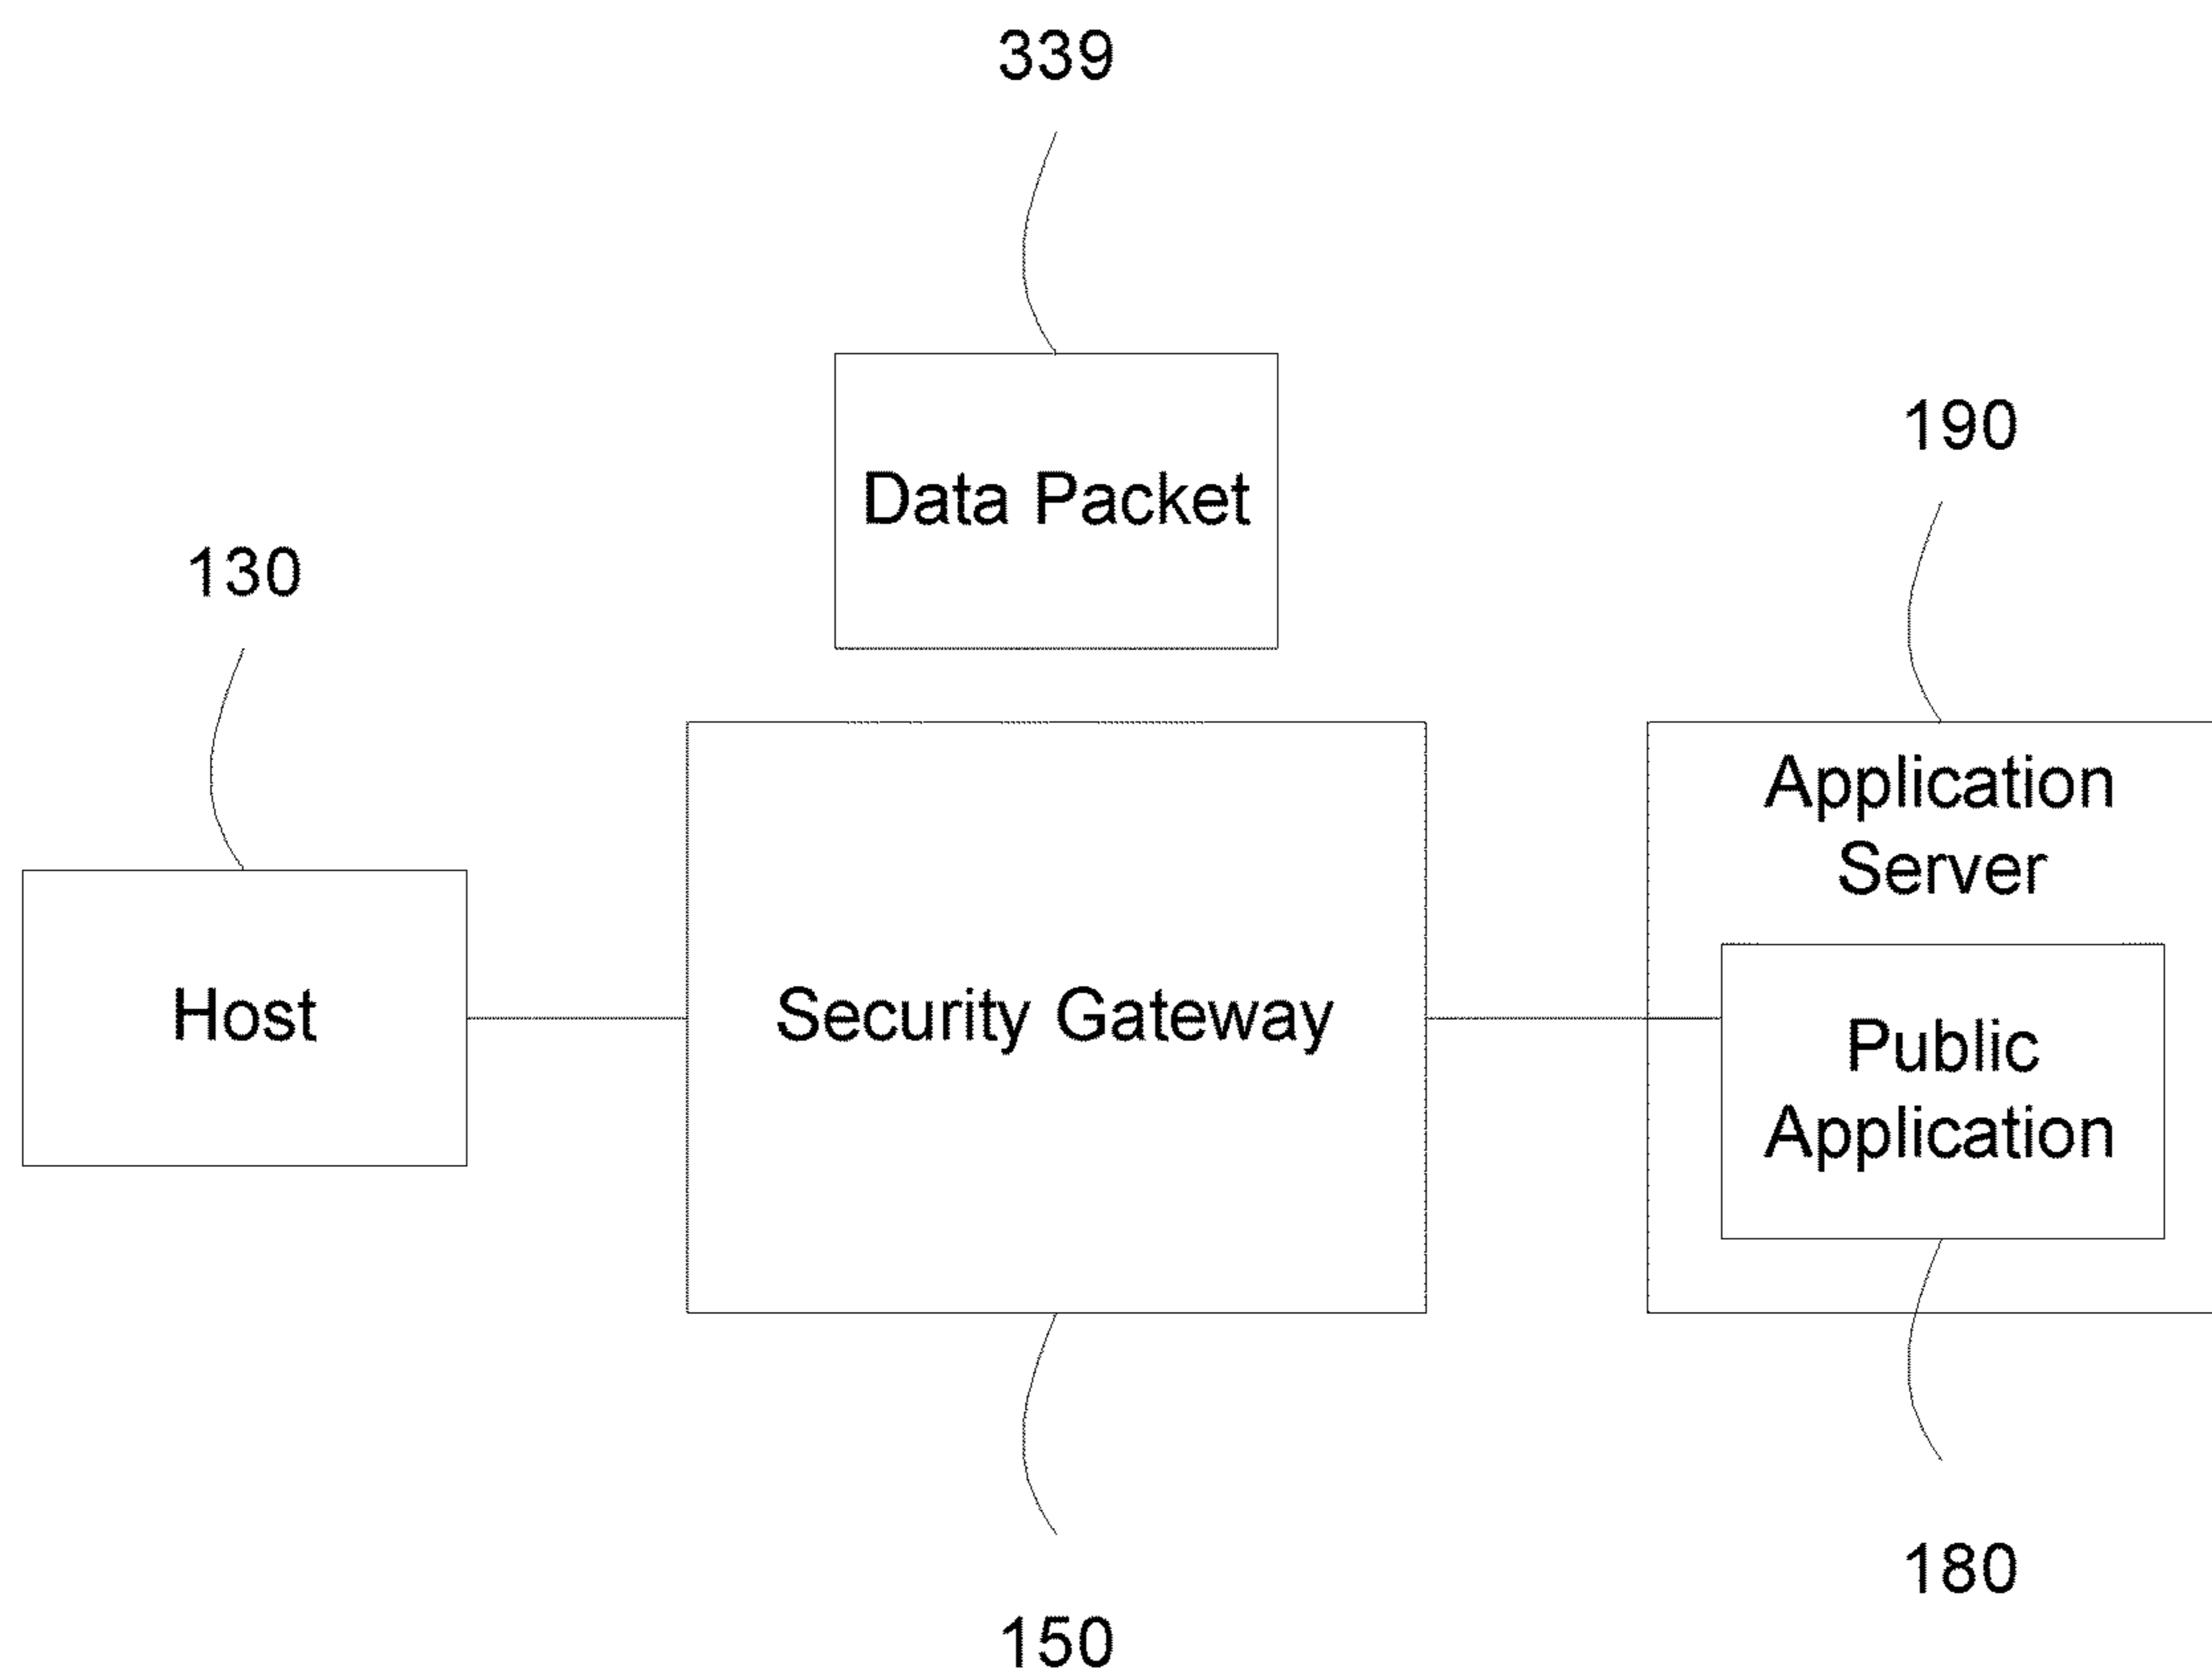 339
Data Packet
190
130
Application
Server
Host
Security Gateway
Public
Application
180
150